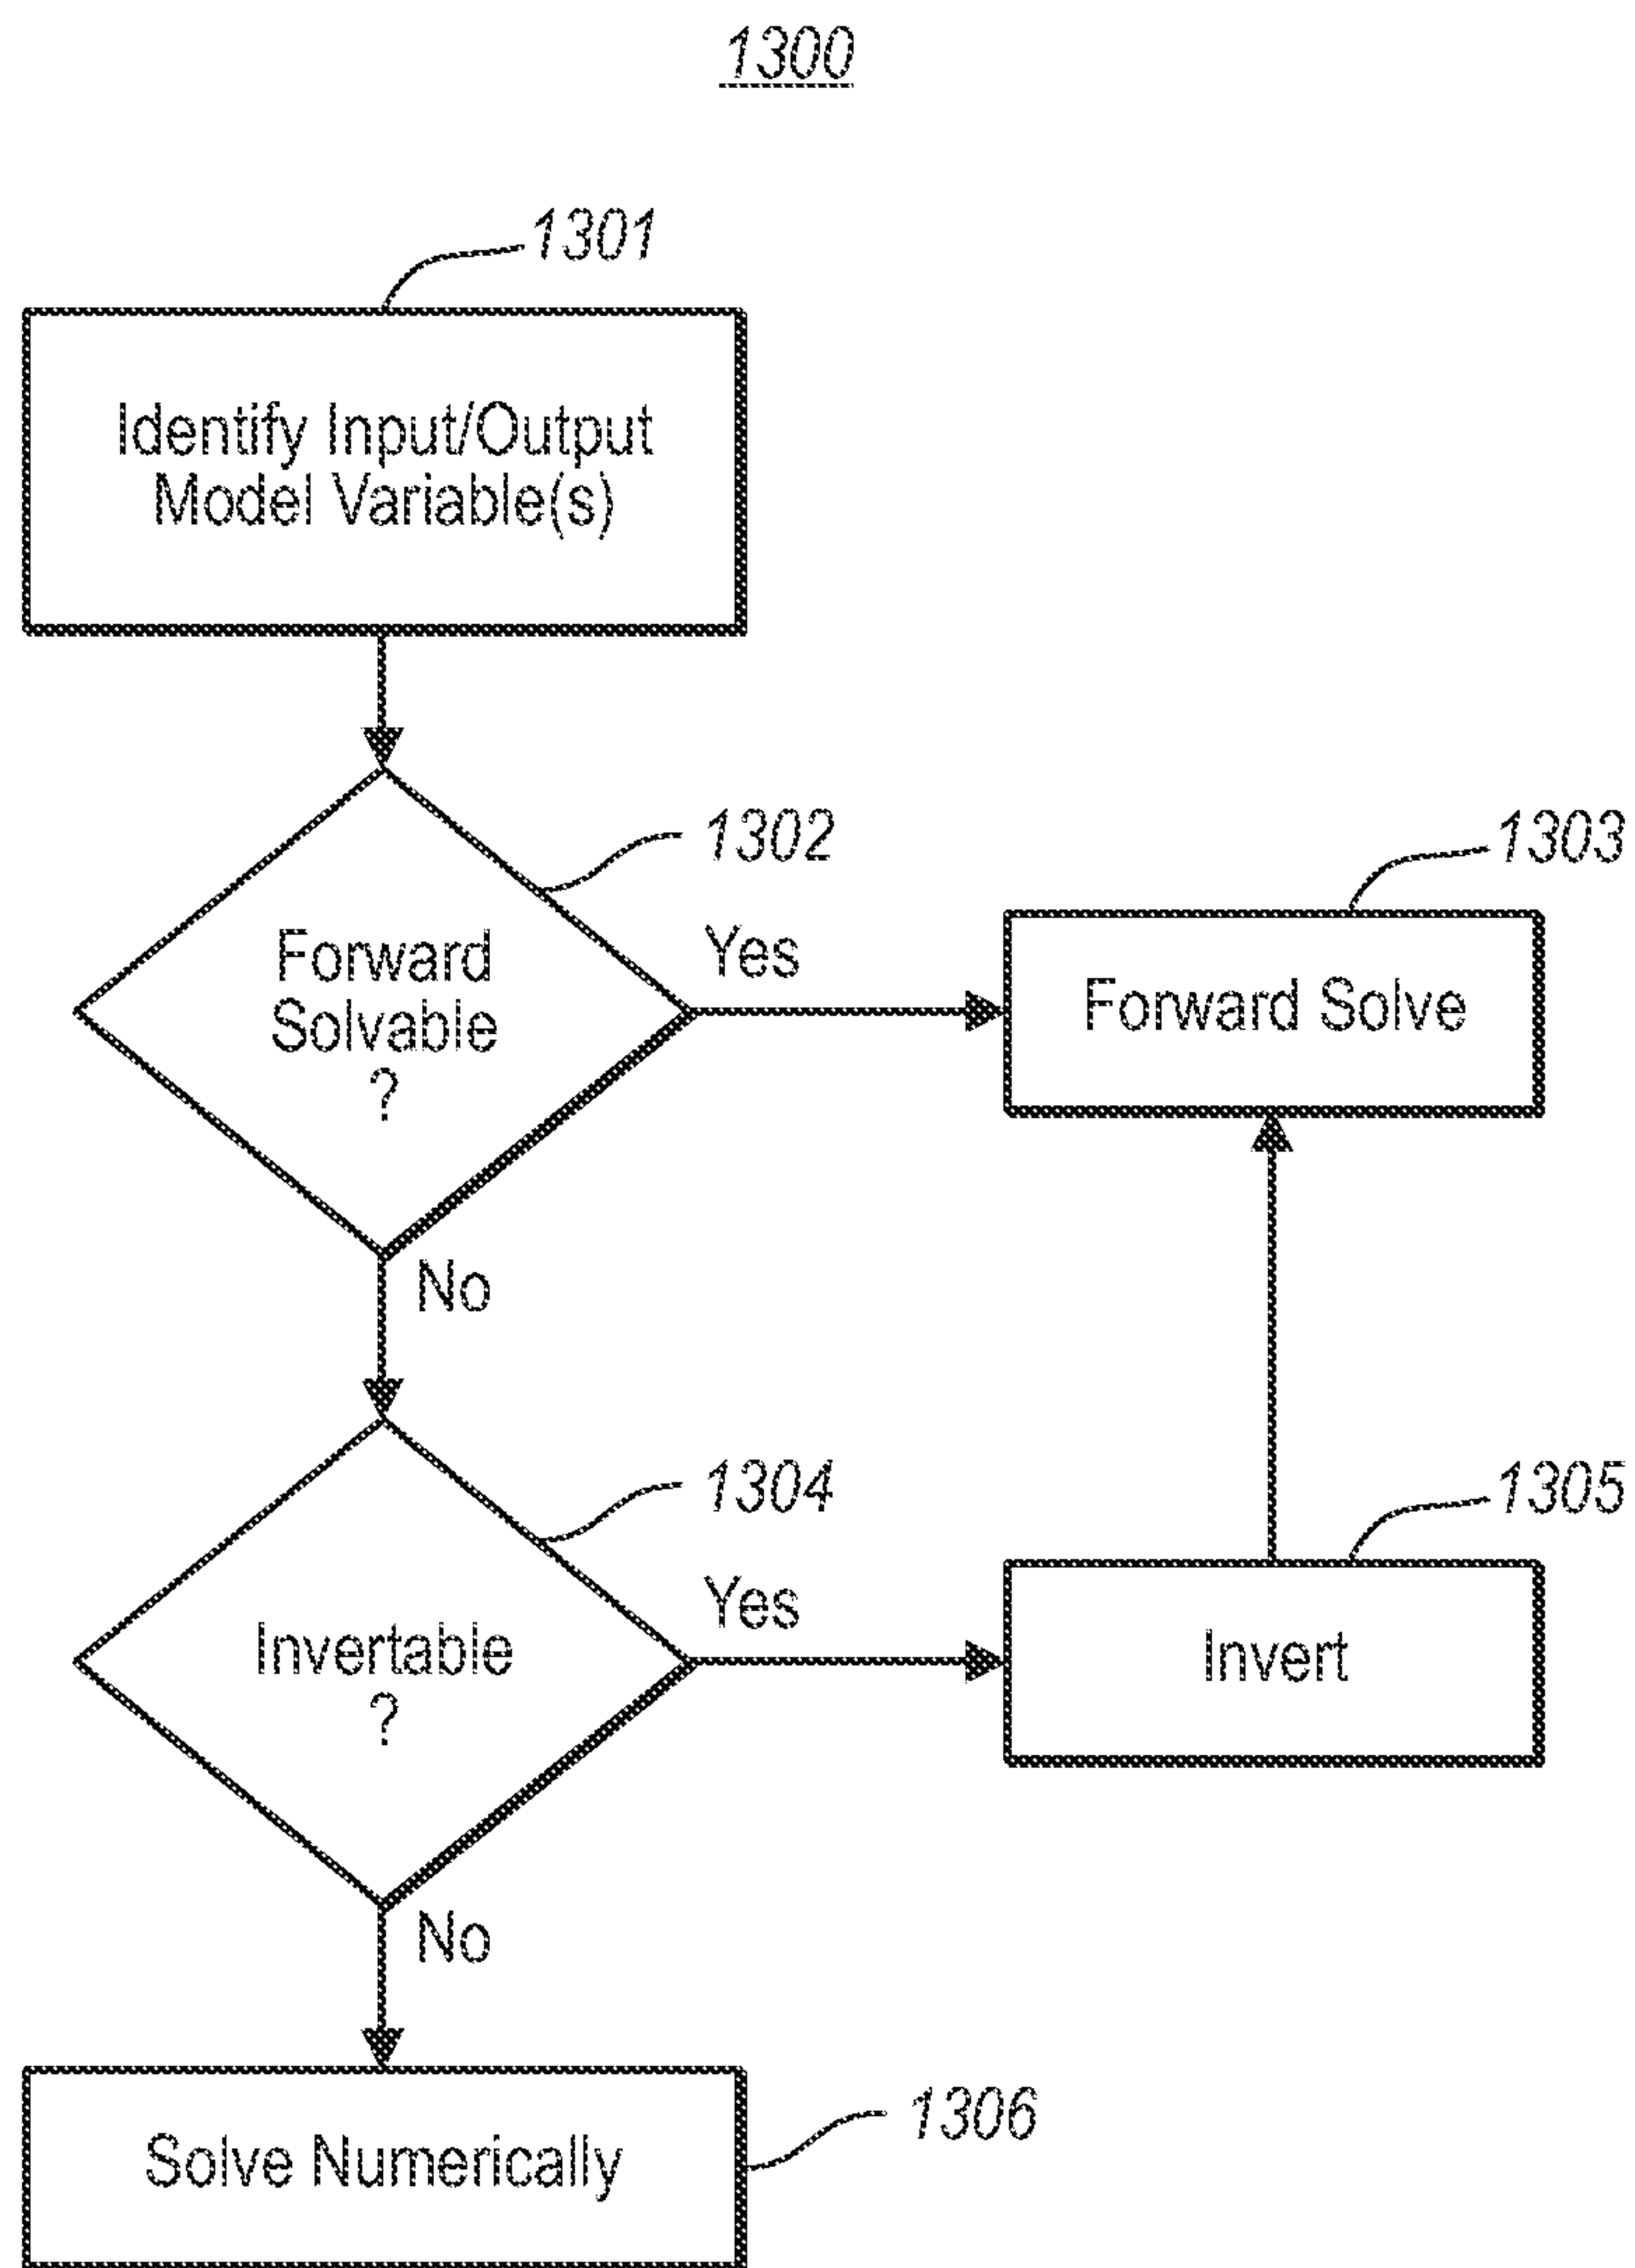 1300
1301
Identify Input/Output
Model Variable(s)
1302
1303
Forward
Solvable
?
Yes
Forward Solve
No
1304
1305
Invertable
?
Yes
Invert
No
1306
Solve Numerically